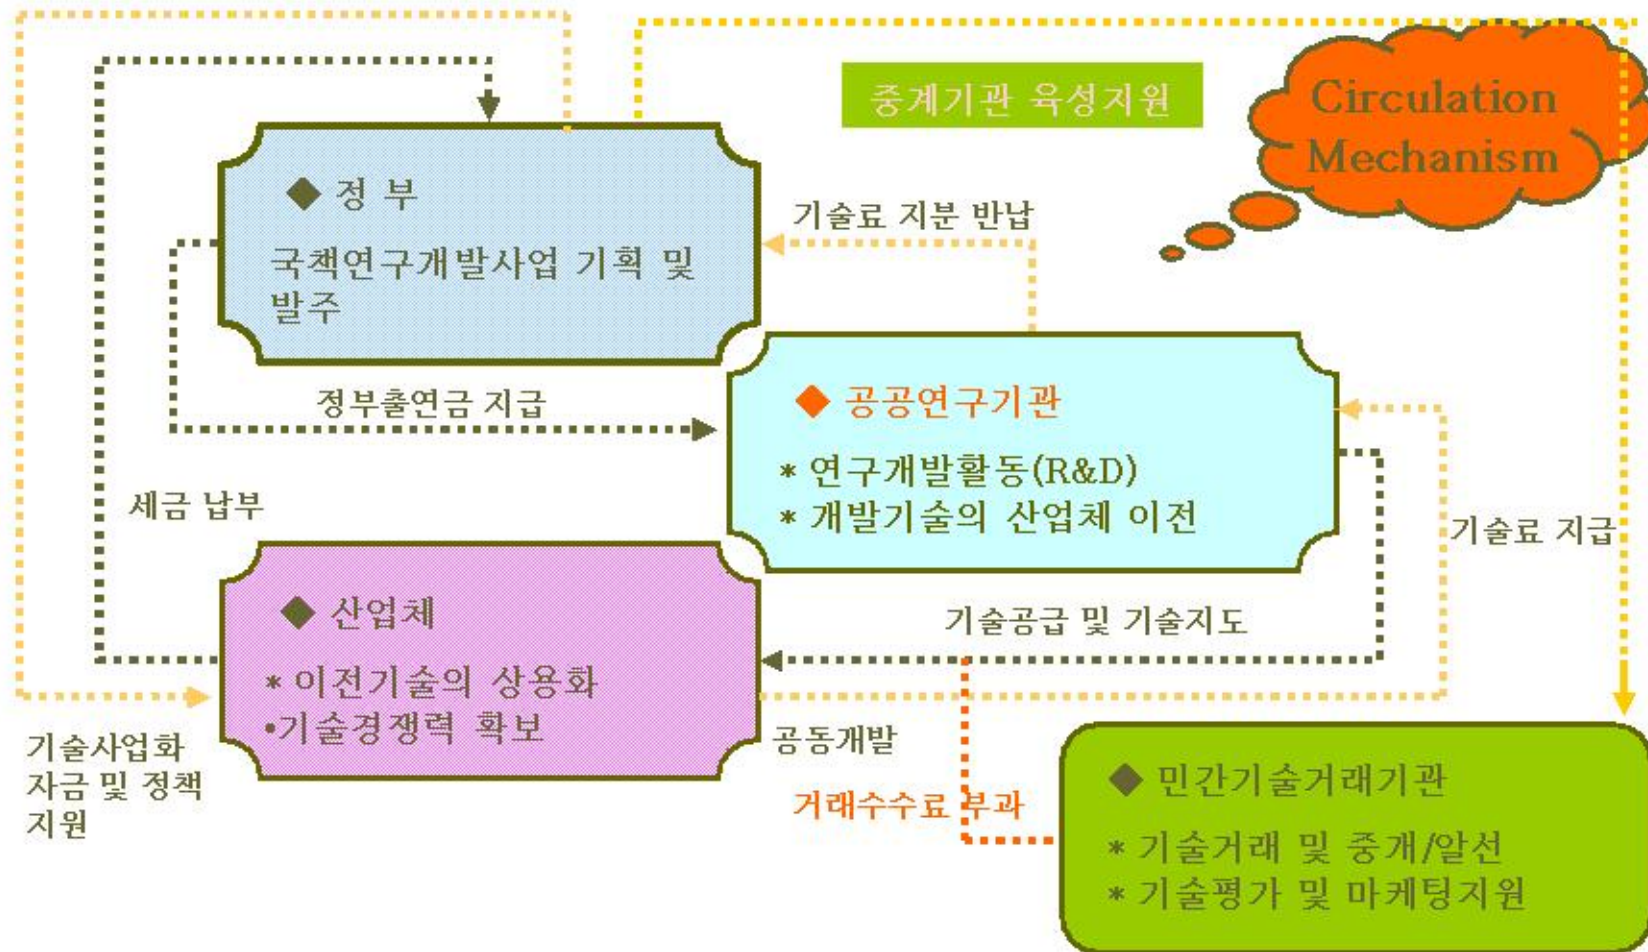 중계기관 육성지원
Circulation
Mechanism
◆ 정 부
국책연구개발사업 기획 및
발주
기술료 지분 반납
정부출연금 지급
◆ 공공연구기관
* 연구개발활동(R&D)
* 개발기술의 산업체 이전
세금 납부
기술료 지급
◆ 산업체
* 이전기술의 상용화
•기술경쟁력 확보
기술공급 및 기술지도
공동개발
기술사업화
자금 및 정책
지원
거래수수료 부과
◆ 민간기술거래기관
* 기술거래 및 중개/알선
* 기술평가 및 마케팅지원